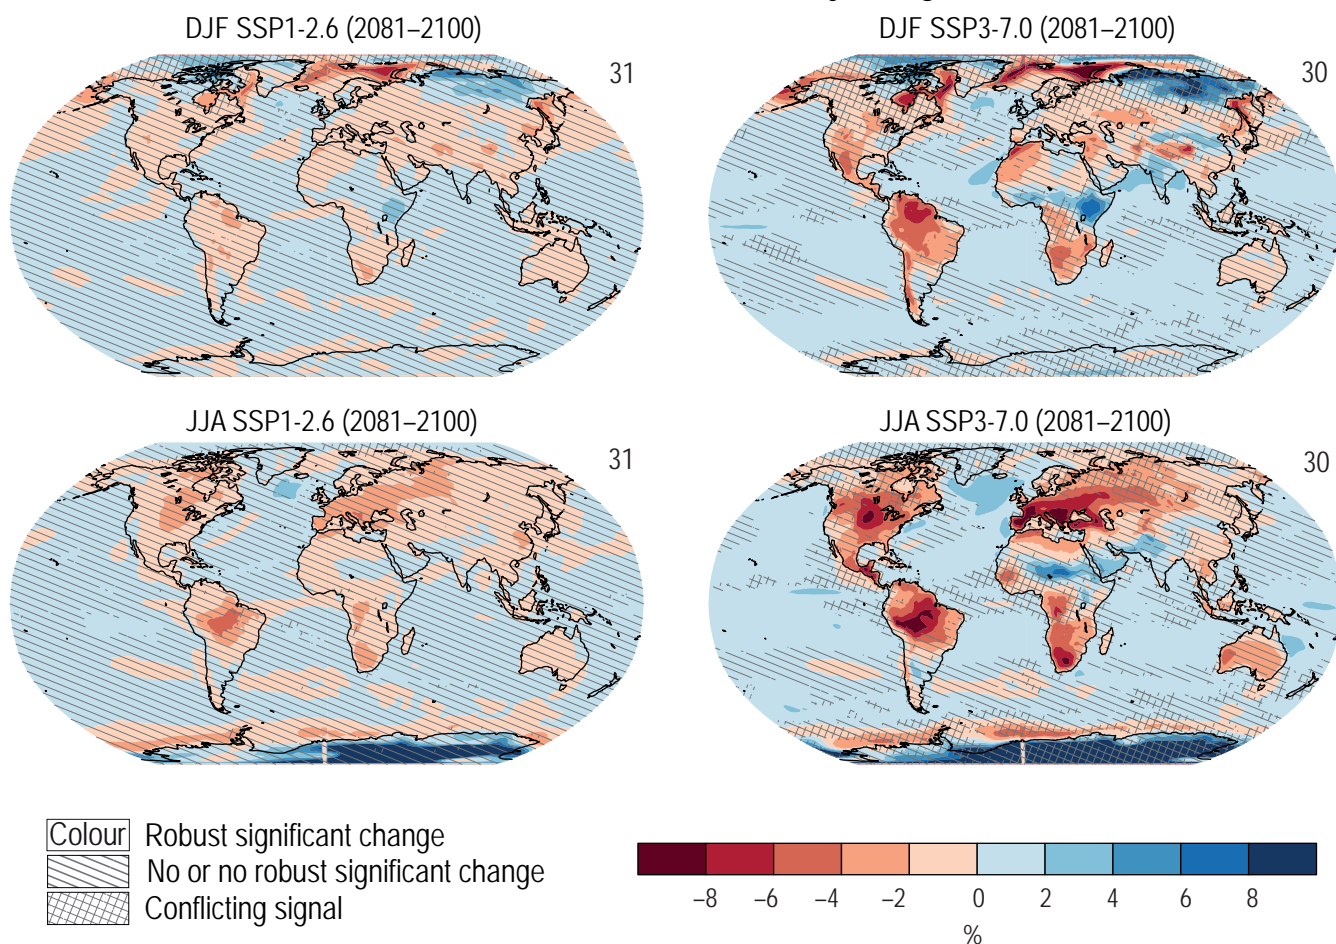 DJF SSP1-2.6 (2081–2100)
DJF SSP3-7.0 (2081–2100)
31
30
JJA SSP1-2.6 (2081–2100)
JJA SSP3-7.0 (2081–2100)
31
30
Colour Robust significant change
No or no robust significant change
Conflicting signal
–8 –6 –4 –2 0 2 4 6 8
%